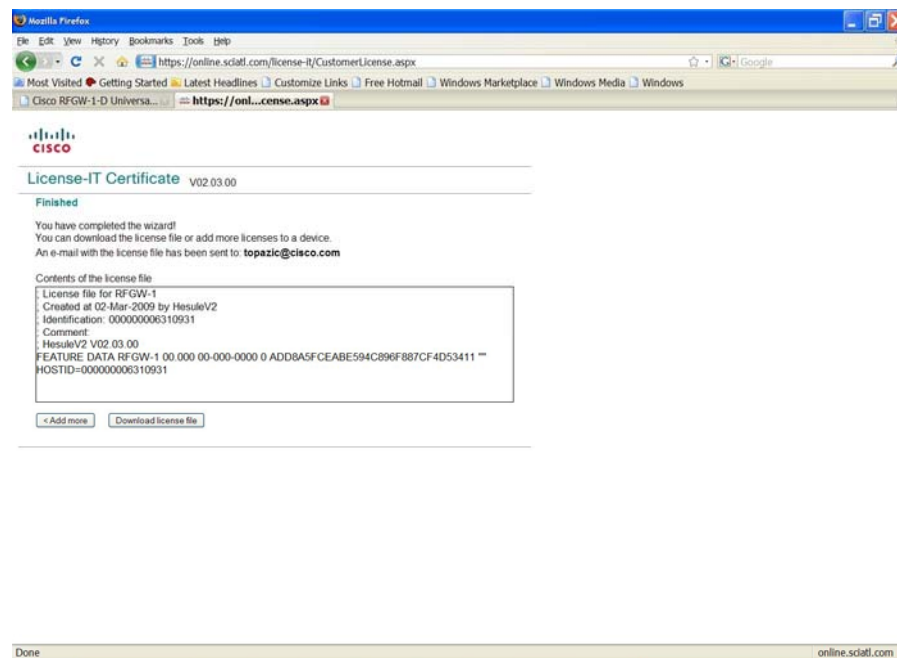 Mozilla Firefox
File Edit View History Bookmarks Tools Help
https://online.sciatl.com/license-it/CustomerLicense.aspx
Google
Most Visited Getting Started Latest Headlines Customize Links Free Hotmail Windows Marketplace Windows Media Windows
Cisco RFGW-1-D Universa... https://onl...cense.aspx
CISCO
License-IT Certificate V02.03.00
Finished
You have completed the wizard!
You can download the license file or add more licenses to a device.
An e-mail with the license file has been sent to: topazic@cisco.com
Contents of the license file
; License file for RFGW-1
; Created at 02-Mar-2009 by HesuleV2
; Identification: 000000006310931
; Comment:
; HesuleV2 V02.03.00
FEATURE DATA RFGW-1 00.000 00-000-0000 0 ADD8A5FCEABE594C896F887CF4D53411 ""
HOSTID=000000006310931
< Add more Download license file
Done online.sciatl.com